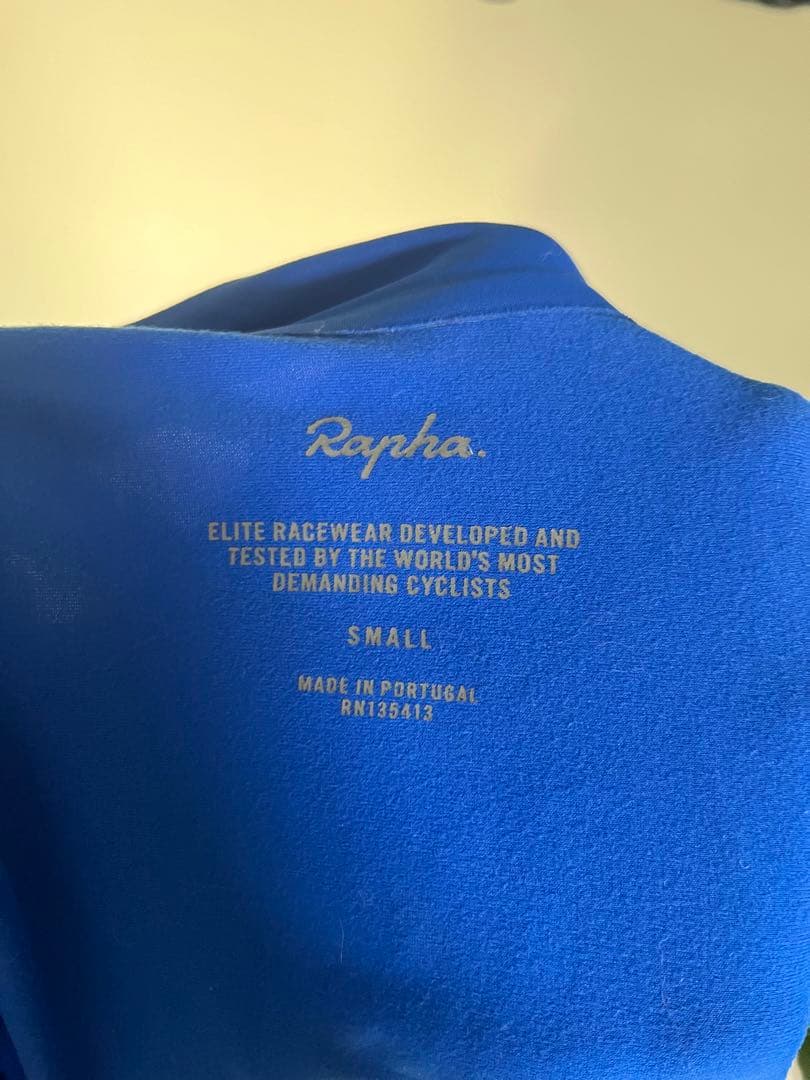 Rapha.
ELITE RACEWEAR DEVELOPED AND
TESTED BY THE WORLD'S MOST
DEMANDING CYCLISTS
SMALL
MADE IN PORTUGAL
RN135413